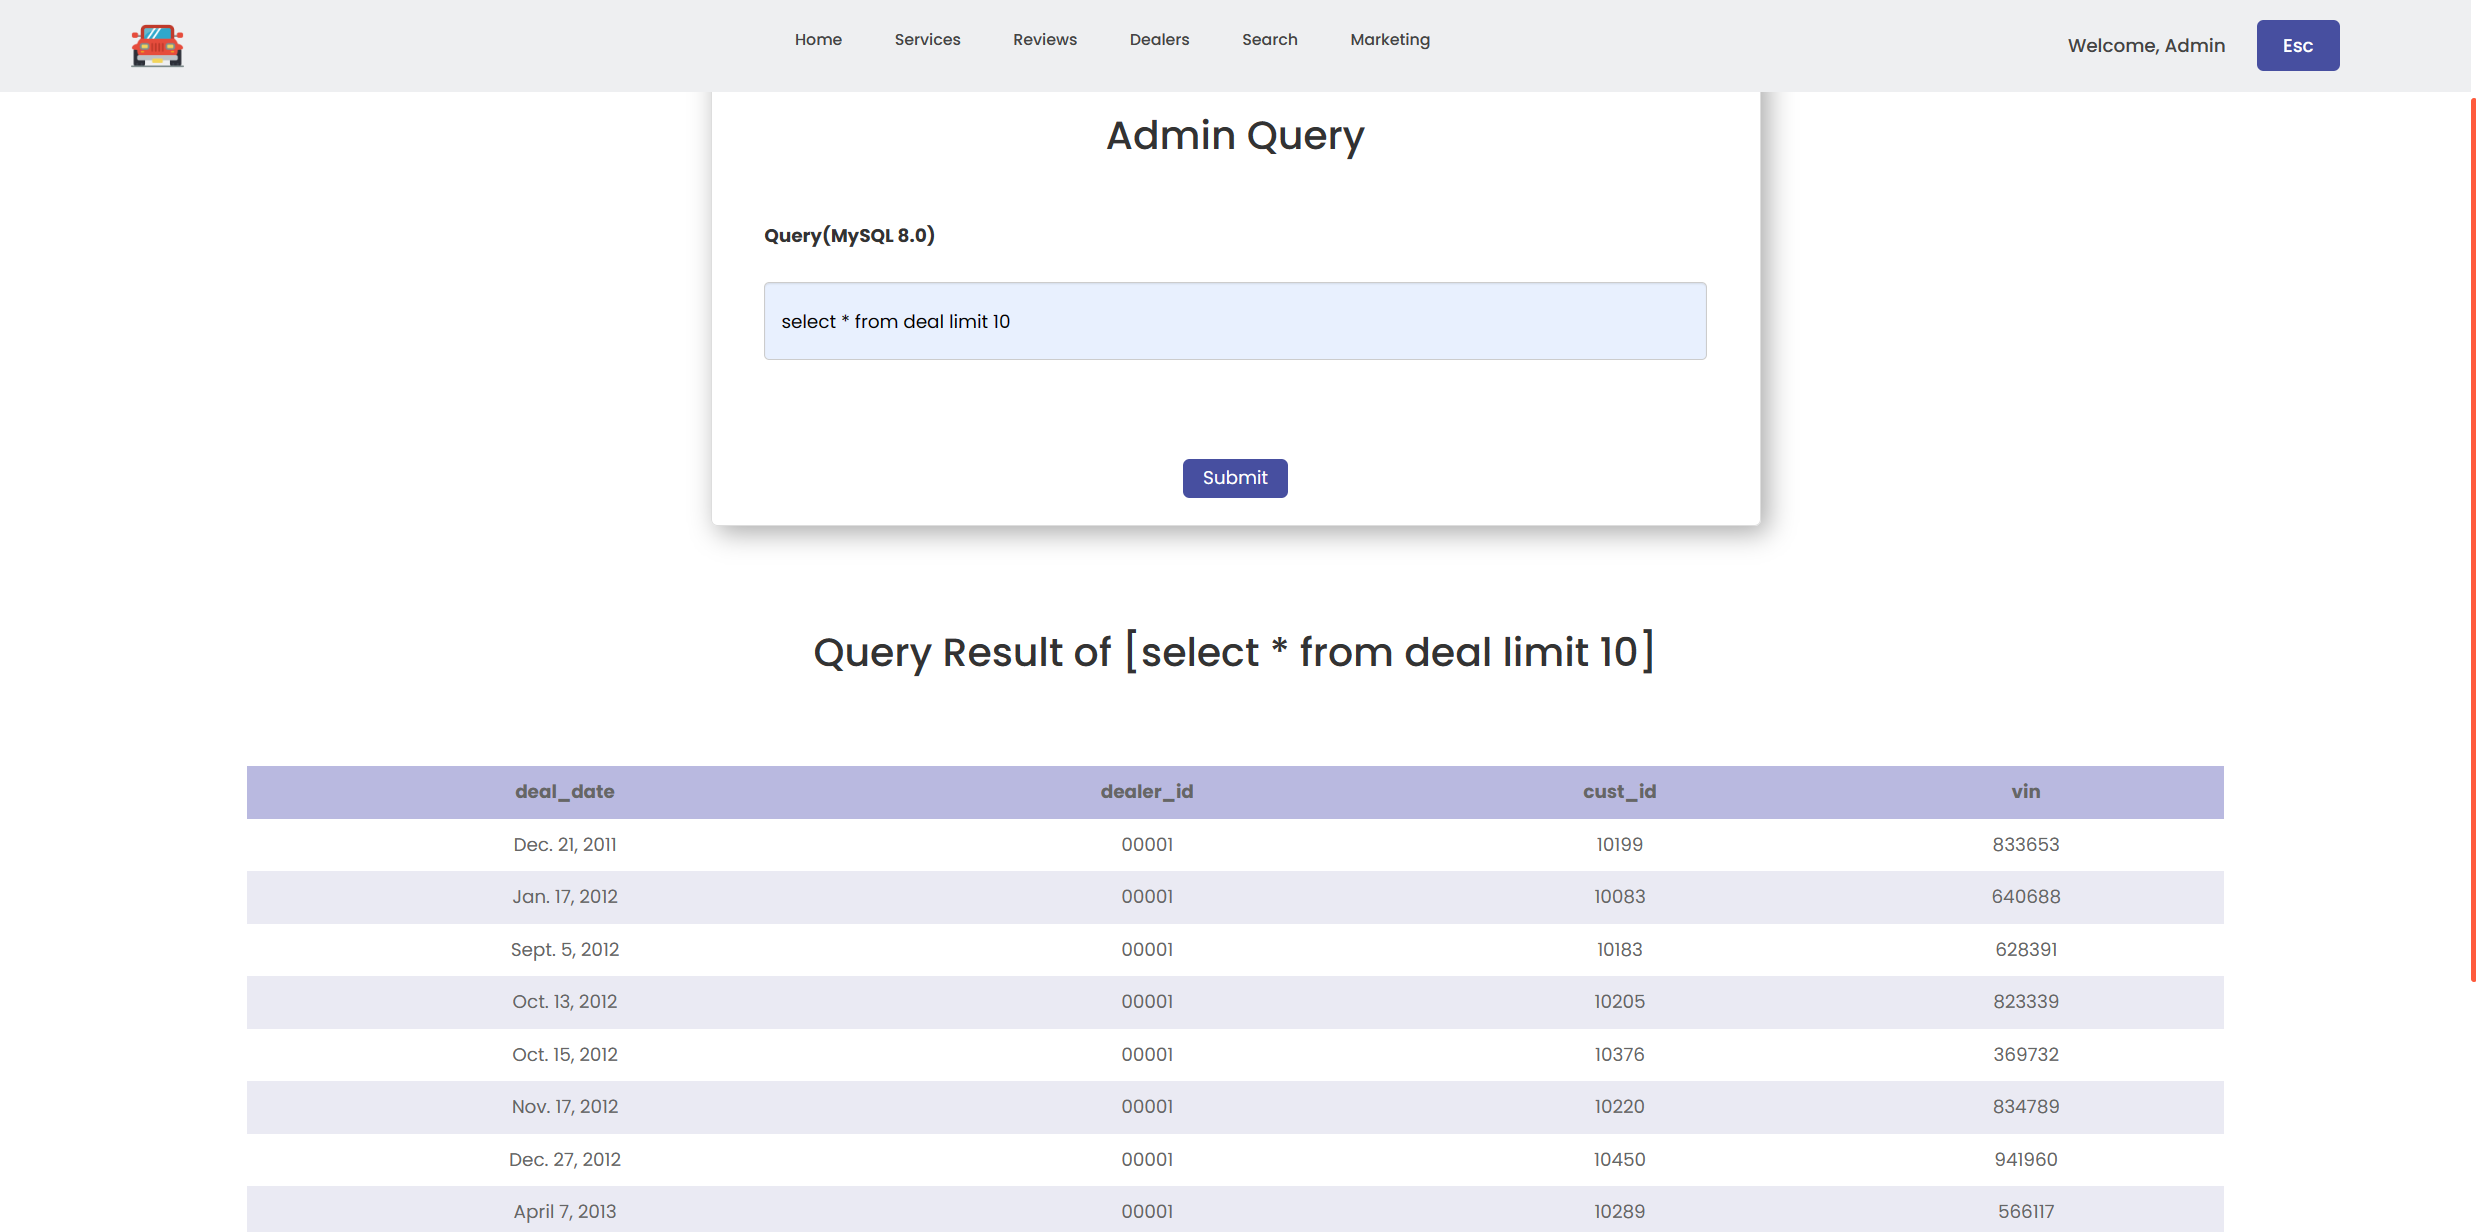 Home Services Reviews Dealers Search Marketing Welcome, Admin Esc
Admin Query
Query(MySQL 8.0)
select * from deal limit 10
Submit
Query Result of [select * from deal limit 10]
deal_date dealer_id cust_id vin
Dec. 21, 2011 00001 10199 833653
Jan. 17, 2012 00001 10083 640688
Sept. 5, 2012 00001 10183 628391
Oct. 13, 2012 00001 10205 823339
Oct. 15, 2012 00001 10376 369732
Nov. 17, 2012 00001 10220 834789
Dec. 27, 2012 00001 10450 941960
April 7, 2013 00001 10289 566117